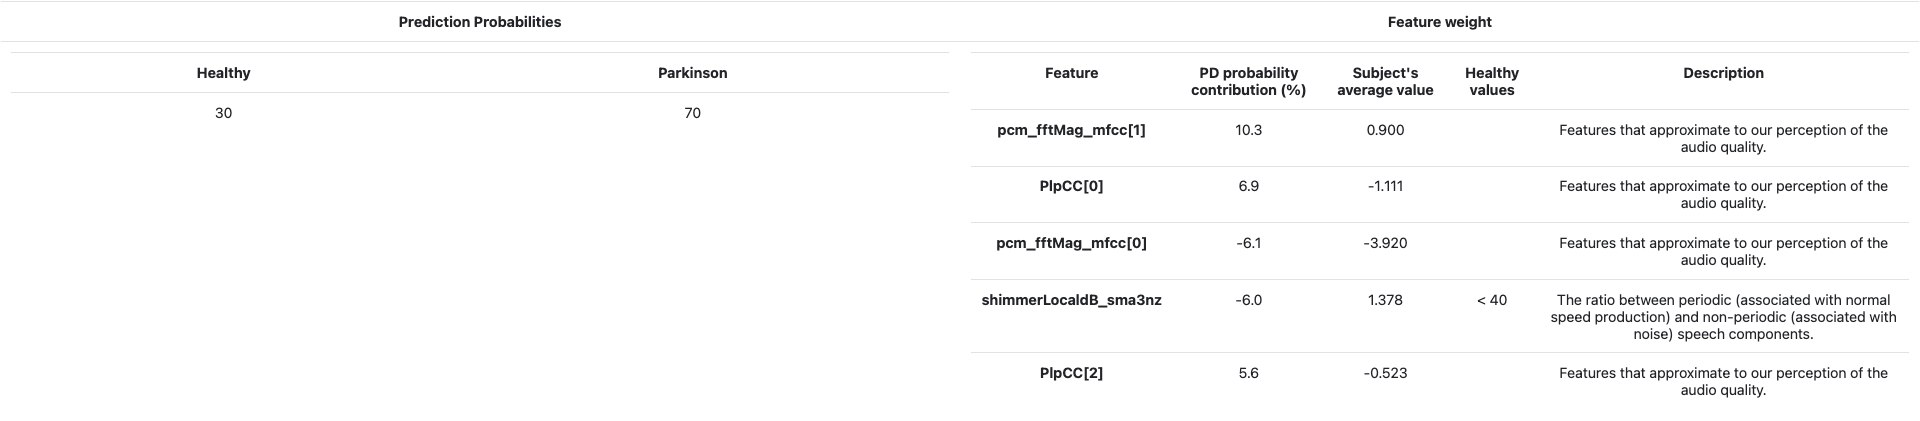 Prediction Probabilities
Feature weight
Healthy Parkinson
30 70
Feature PD probability contribution (%) Subject's average value Healthy values Description
pcm_fftMag_mfcc[1] 10.3 0.900 Features that approximate to our perception of the
audio quality.
PlpCC[0] 6.9 -1.111 Features that approximate to our perception of the
audio quality.
pcm_fftMag_mfcc[0] -6.1 -3.920 Features that approximate to our perception of the
audio quality.
shimmerLocaldB_sma3nz -6.0 1.378 < 40 The ratio between periodic (associated with normal
speed production) and non-periodic (associated with
noise) speech components.
PlpCC[2] 5.6 -0.523 Features that approximate to our perception of the
audio quality.